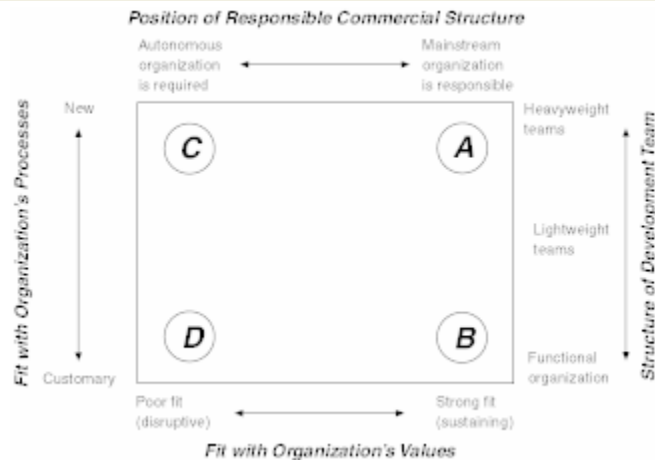 Position of Responsible Commercial Structure
Autonomous
organization
is required
Mainstream
organization
is responsible
Fit with Organization's Processes
New
Customary
C
A
D
B
Heavyweight
teams
Lightweight
teams
Functional
organization
Structure of Development Team
Poor fit
(disruptive)
Strong fit
(sustaining)
Fit with Organization's Values